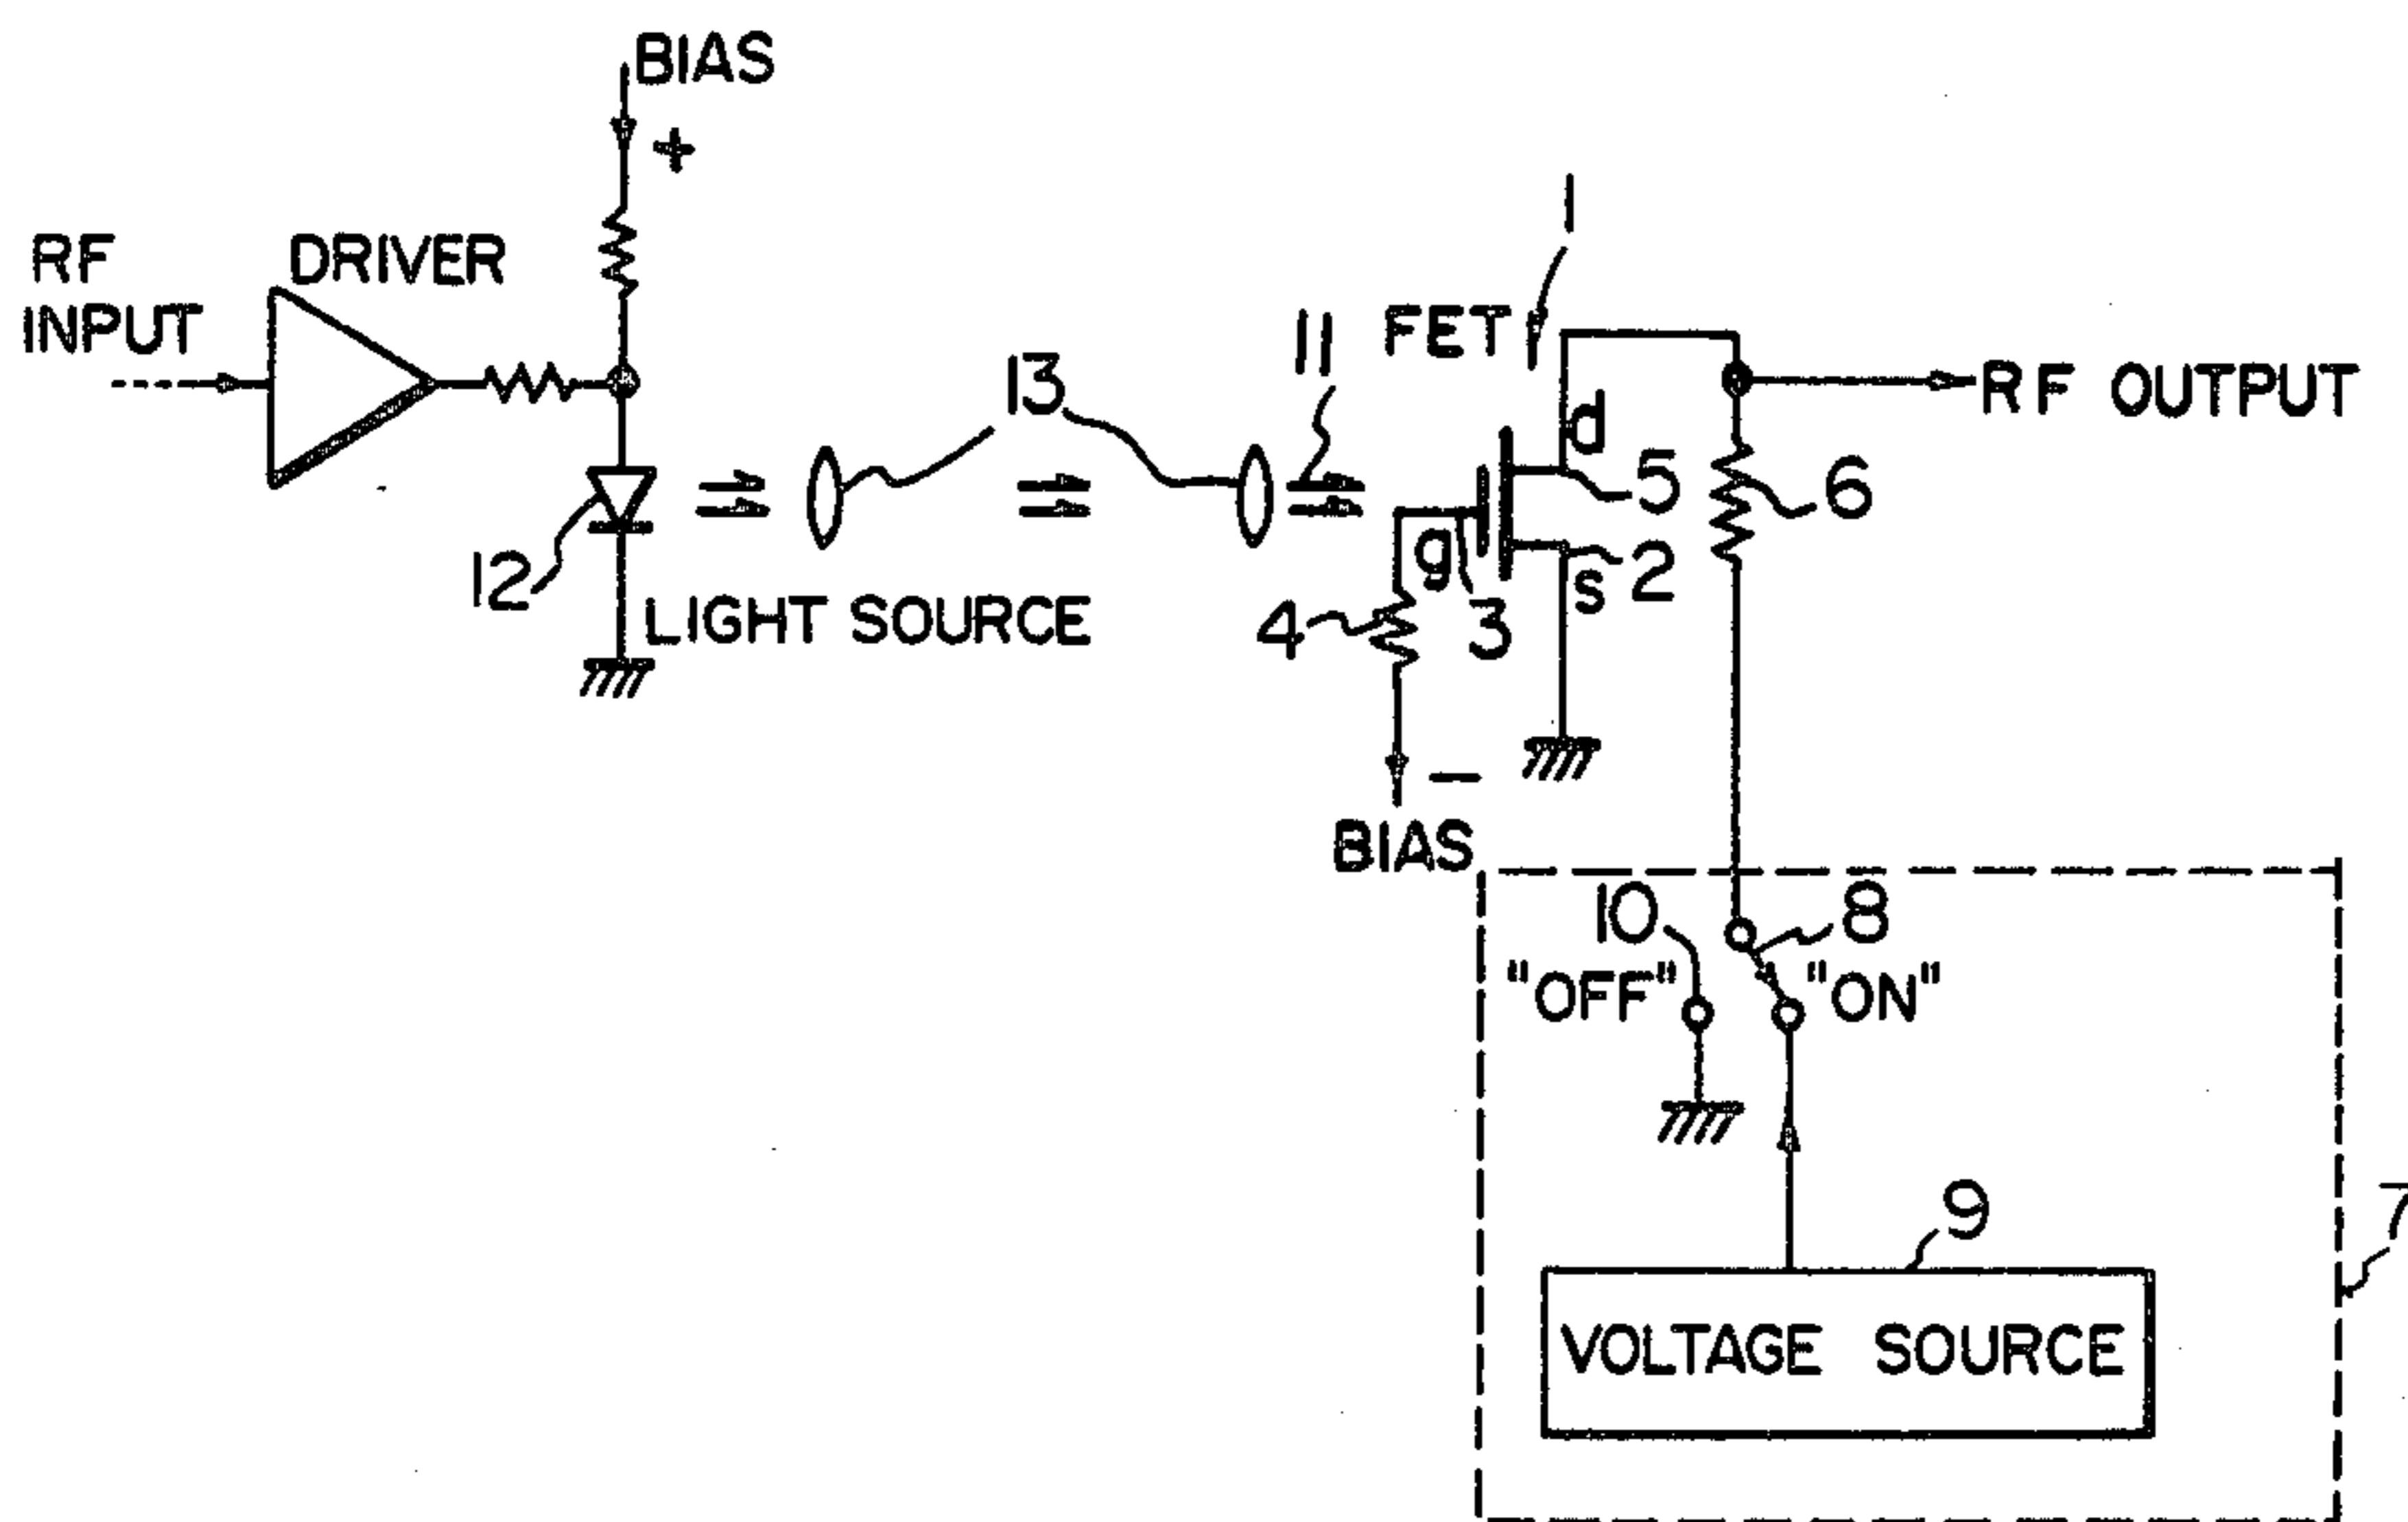 BIAS
+
RF
INPUT
DRIVER
1
13
11
FET
RF OUTPUT
d
5
6
12
LIGHT SOURCE
g
4
3
s
2
−
BIAS
10
8
"OFF"
"ON"
9
7
VOLTAGE SOURCE